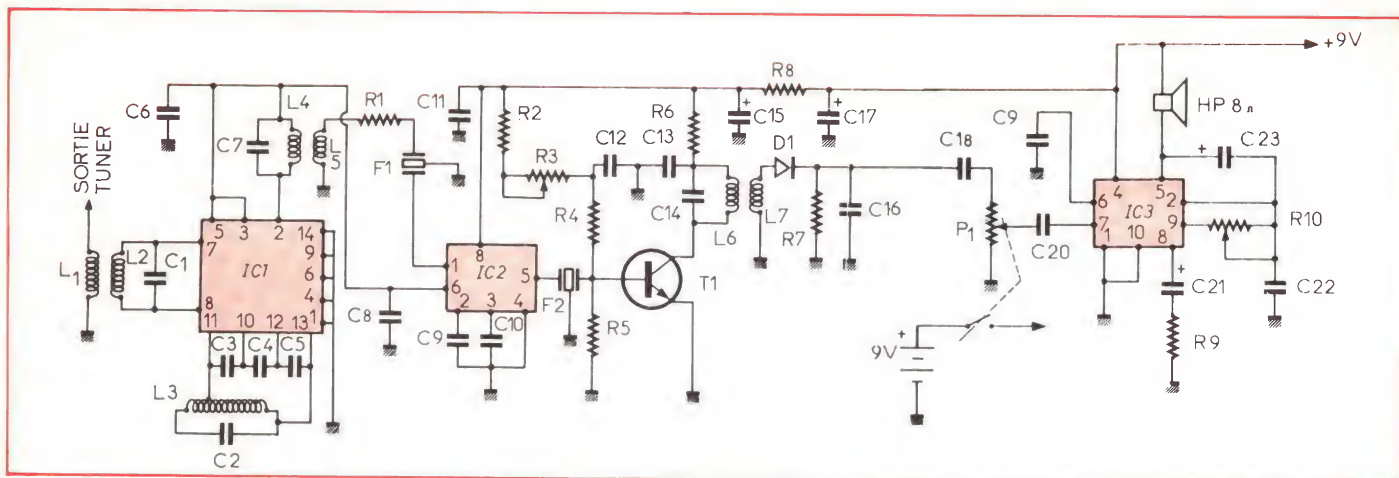 +9V
C6
C7
L4
L5
R1
F1
C11
R2
R3
C12
C13
R6
C14
R4
C15
R8
C17
D1
L6
L7
R7
C16
C18
P1
C20
C9
HP 8Ω
C23
SORTIE
TUNER
L1
L2
C1
5 3 2 14
7 9
IC1 6
8 4
11 10 12 13 1
C3 C4 C5
L3
C2
C8
8
1 IC2 5
6
2 3 4
C9 C10
F2
R5
T1
9V
+
4 5
6 IC3 2
7 9
1 10 8
R10
C21
C22
R9